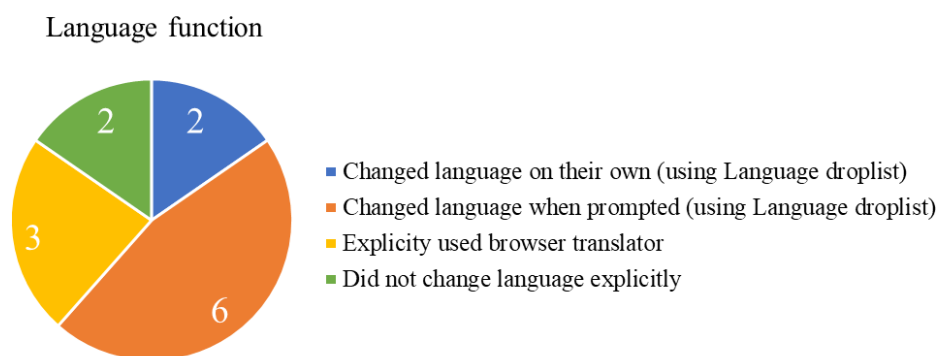 Language function
2
2
3
6
Changed language on their own (using Language droplist)
Changed language when prompted (using Language droplist)
Explicity used browser translator
Did not change language explicitly